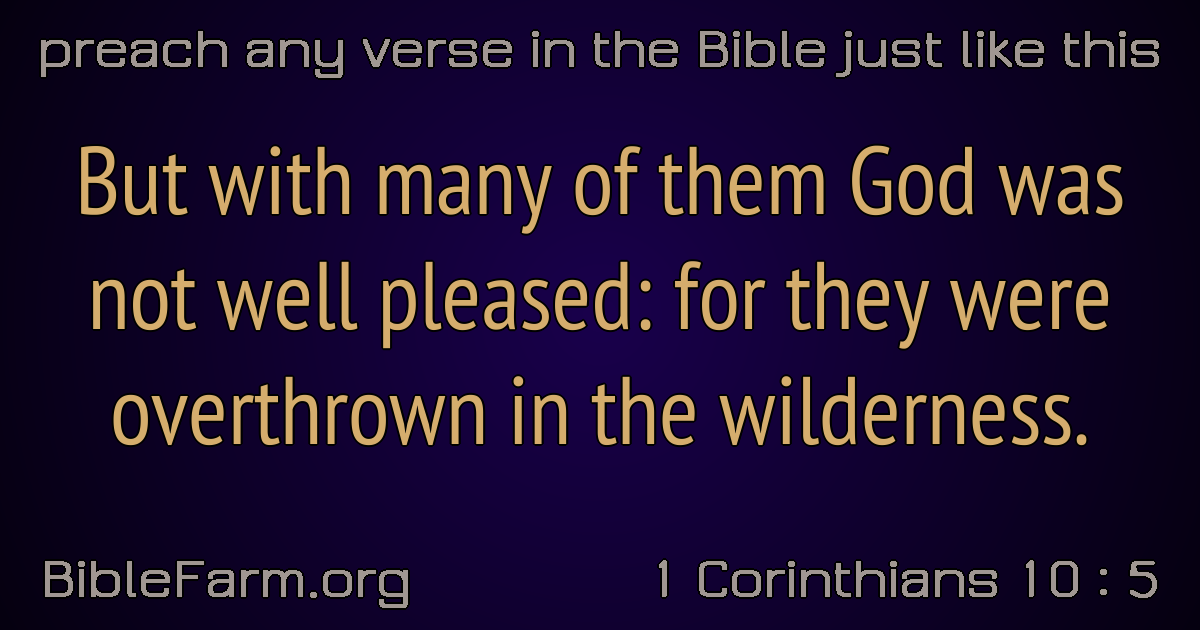 preach any verse in the Bible just like this
But with many of them God was
not well pleased: for they were
overthrown in the wilderness.
BibleFarm.org
1 Corinthians 10 : 5